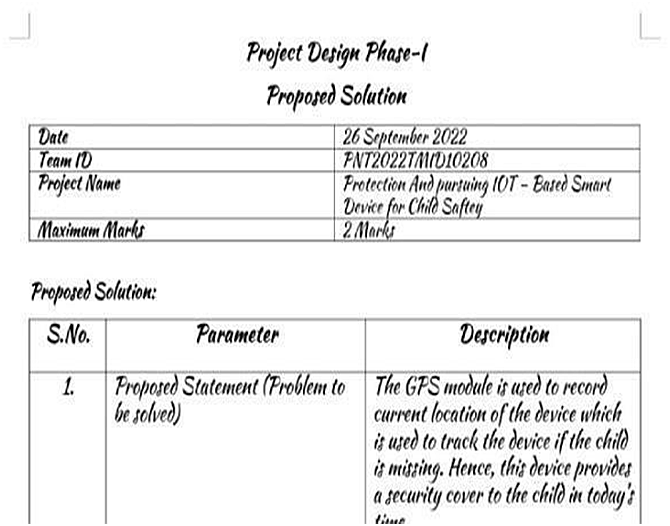 Project Design Phase-I
Proposed Solution
Date 26 September 2022
Team ID PNT2022TMID10208
Project Name Protection And pursuing IOT - Based Smart
Device for Child Saftey
Maximum Marks 2 Marks
Proposed Solution:
S.No. Parameter Description
1. Proposed Statement (Problem to The GPS module is used to record
be solved) current location of the device which
is used to track the device if the child
is missing. Hence, this device provides
a security cover to the child in today's
time